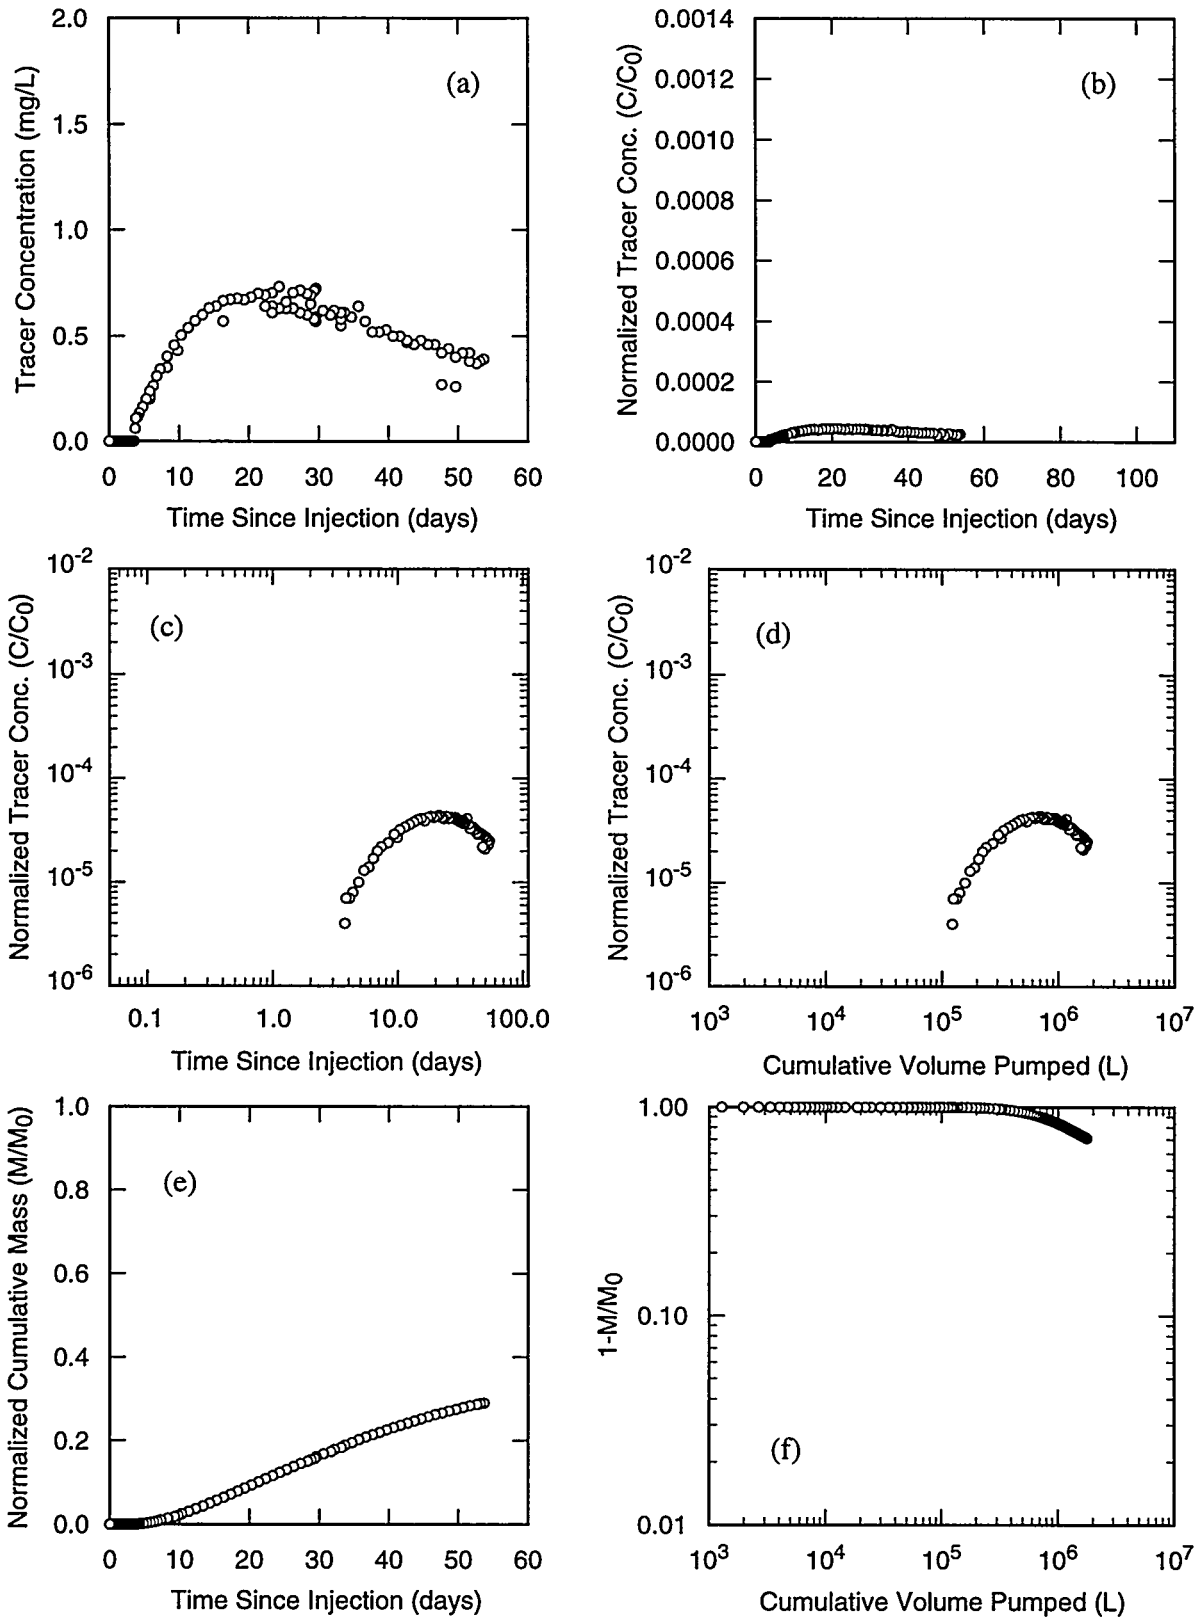 Tracer Concentration (mg/L)
2.0
1.5
1.0
0.5
0.0
(a)
0 10 20 30 40 50 60
Time Since Injection (days)
Normalized Tracer Conc. (C/C0)
0.0014
0.0012
0.0010
0.0008
0.0006
0.0004
0.0002
0.0000
(b)
0 20 40 60 80 100
Time Since Injection (days)
Normalized Tracer Conc. (C/C0)
10-2
10-3
10-4
10-5
10-6
(c)
0.1 1.0 10.0 100.0
Time Since Injection (days)
Normalized Tracer Conc. (C/C0)
10-2
10-3
10-4
10-5
10-6
(d)
103 104 105 106 107
Cumulative Volume Pumped (L)
Normalized Cumulative Mass (M/M0)
1.0
0.8
0.6
0.4
0.2
0.0
(e)
0 10 20 30 40 50 60
Time Since Injection (days)
1-M/M0
1.00
0.10
0.01
(f)
103 104 105 106 107
Cumulative Volume Pumped (L)